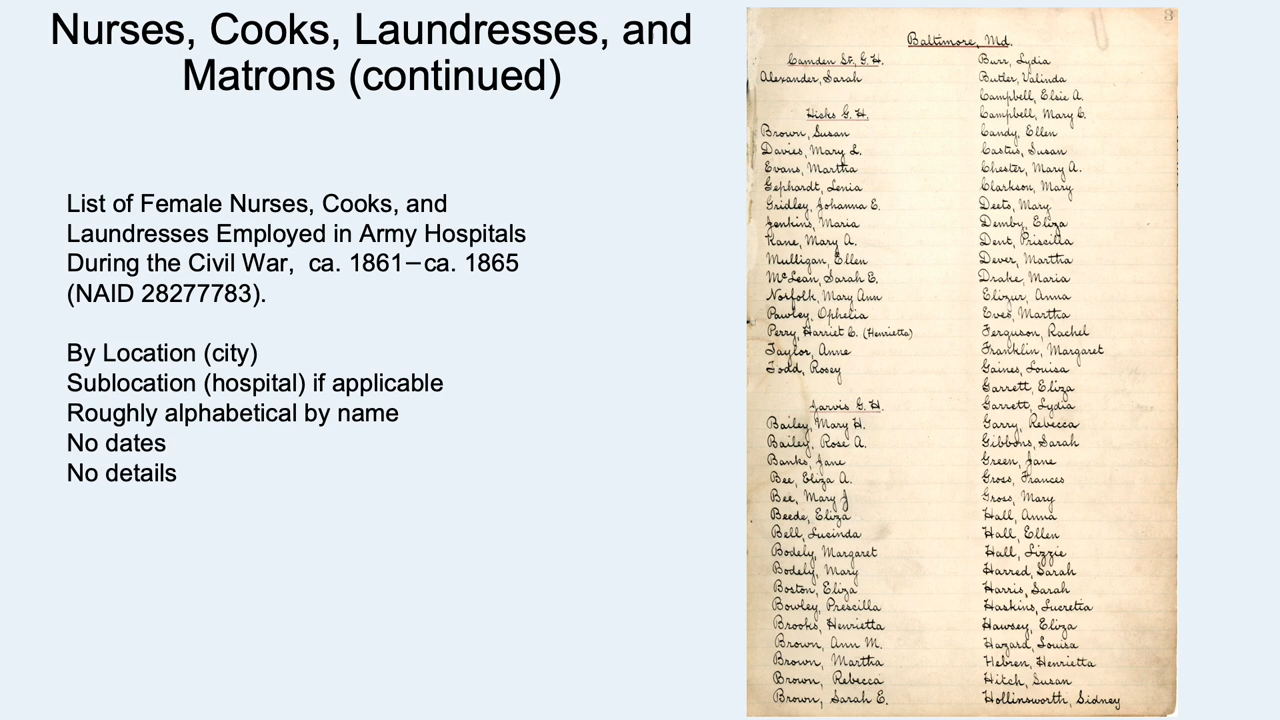 Nurses, Cooks, Laundresses, and
Matrons (continued)
List of Female Nurses, Cooks, and
Laundresses Employed in Army Hospitals
During the Civil War, ca. 1861–ca. 1865
(NAID 28277783).
By Location (city)
Sublocation (hospital) if applicable
Roughly alphabetical by name
No dates
No details
3
Baltimore, Md.
Camden St. G. H.
Alexander, Sarah
Hicks G. H.
Brown, Susan
Davies, Mary L.
Evans, Martha
Gephardt, Lenia
Gridley, Johanna E.
Jenkins, Maria
Kane, Mary A.
Mulligan, Ellen
McLean, Sarah E.
Norfolk, Mary Ann
Pawley, Ophelia
Perry, Harriet C. (Henrietta)
Taylor, Anne
Todd, Rosey
Jarvis G. H.
Bailey, Mary H.
Bailey, Rose A.
Banks, Jane
Bee, Eliza A.
Bee, Mary J
Beede, Eliza
Bell, Lucinda
Bodely, Margaret
Bodely, Mary
Boston, Eliza
Bowley, Prescilla
Brooks, Henrietta
Brown, Ann M.
Brown, Martha
Brown, Rebecca
Brown, Sarah E.
Burr, Lydia
Butler, Valinda
Campbell, Elsie A.
Campbell, Mary C.
Candy, Ellen
Castus, Susan
Chester, Mary A.
Clarkson, Mary
Deets, Mary
Demby, Eliza
Dent, Priscilla
Dever, Martha
Drake, Maria
Elizur, Anna
Eves, Martha
Ferguson, Rachel
Franklin, Margaret
Gaines, Louisa
Garrett, Eliza
Garrett, Lydia
Garry, Rebecca
Gibbons, Sarah
Green, Jane
Gross, Frances
Gross, Mary
Hall, Anna
Hall, Ellen
Hall, Lizzie
Harred, Sarah
Harris, Sarah
Haskins, Lucretia
Hawsey, Eliza
Hazard, Louisa
Hebren, Henrietta
Hitch, Susan
Hollinsworth, Sidney